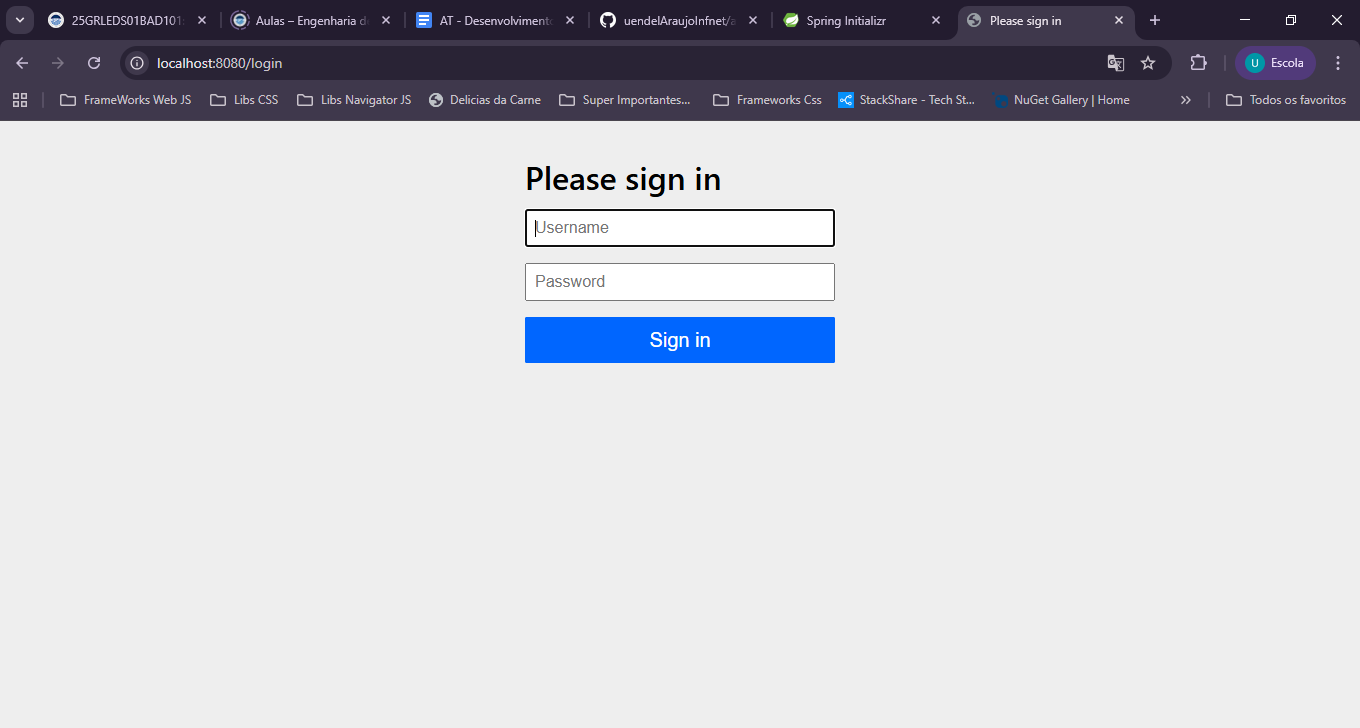 25GRLEDS01BAD101
Aulas – Engenharia de
AT - Desenvolvimento
uendelAraujoInfnet/a
Spring Initializr
Please sign in
localhost:8080/login
U
Escola
FrameWorks Web JS
Libs CSS
Libs Navigator JS
Delicias da Carne
Super Importantes...
Frameworks Css
StackShare - Tech St...
NuGet Gallery | Home
Todos os favoritos
Please sign in
Username
Password
Sign in